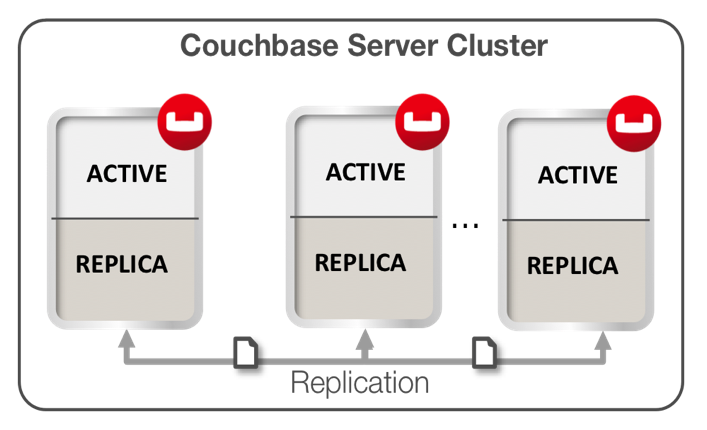 Couchbase Server Cluster
ACTIVE
REPLICA
ACTIVE
REPLICA
...
ACTIVE
REPLICA
Replication